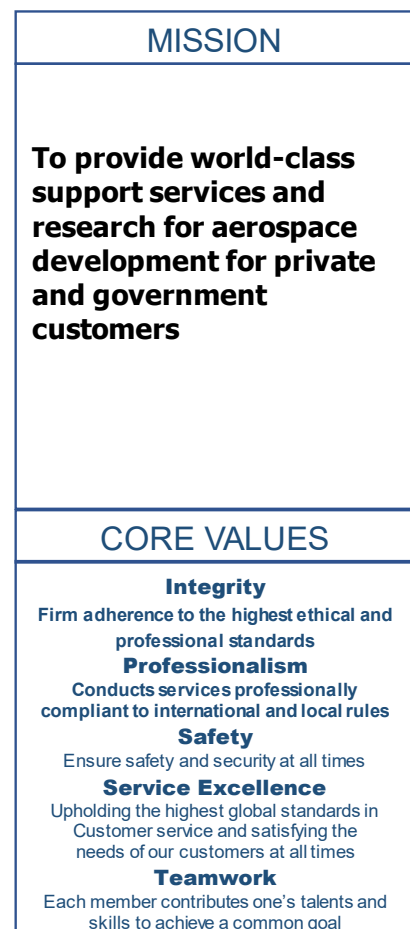 MISSION
To provide world-class
support services and
research for aerospace
development for private
and government
customers
CORE VALUES
Integrity
Firm adherence to the highest ethical and
professional standards
Professionalism
Conducts services professionally
compliant to international and local rules
Safety
Ensure safety and security at all times
Service Excellence
Upholding the highest global standards in
Customer service and satisfying the
needs of our customers at all times
Teamwork
Each member contributes one's talents and
skills to achieve a common goal